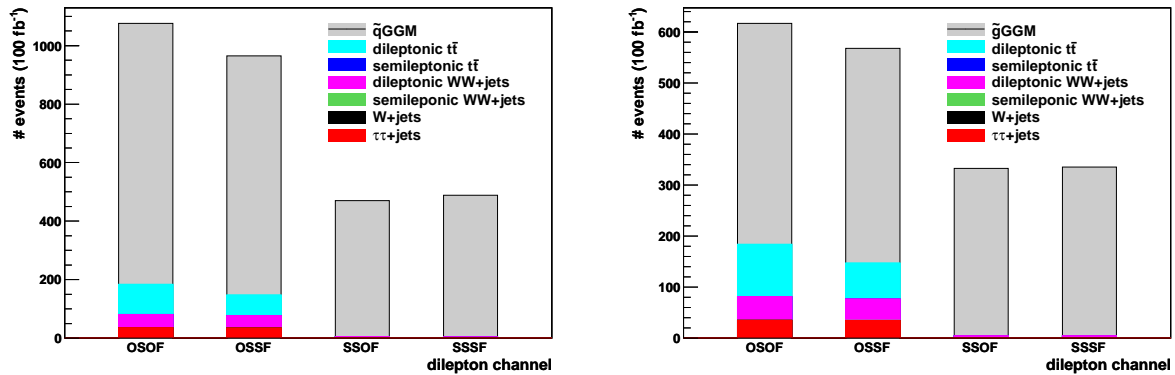 # events (100 fb⁻¹)
1000
800
600
400
200
0
q̃GGM
dileptonic tt̄
semileptonic tt̄
dileptonic WW+jets
semileponic WW+jets
W+jets
ττ+jets
OSOF OSSF SSOF SSSF
dilepton channel
# events (100 fb⁻¹)
600
500
400
300
200
100
0
g̃GGM
dileptonic tt̄
semileptonic tt̄
dileptonic WW+jets
semileponic WW+jets
W+jets
ττ+jets
OSOF OSSF SSOF SSSF
dilepton channel